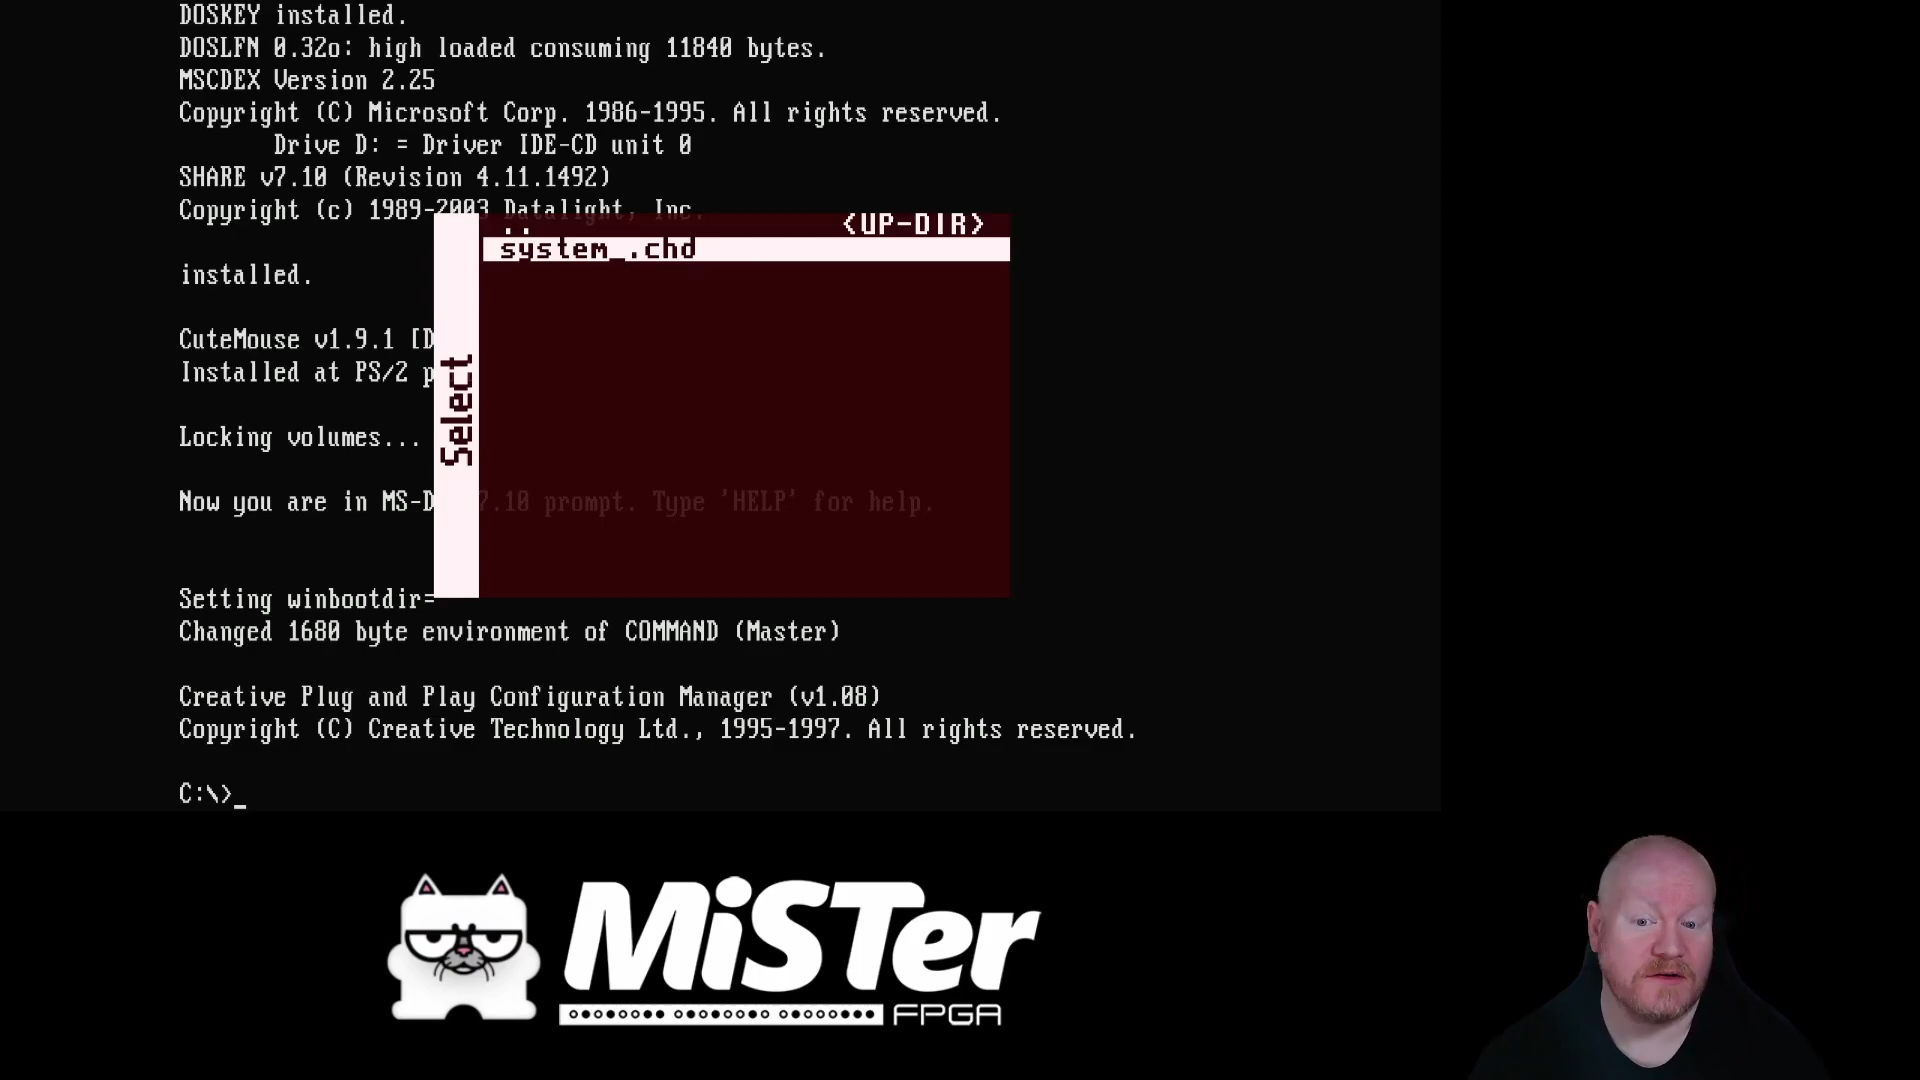 DOSKEY installed.
DOSLFN 0.32o: high loaded consuming 11840 bytes.
MSCDEX Version 2.25
Copyright (C) Microsoft Corp. 1986-1995. All rights reserved.
Drive D: = Driver IDE-CD unit 0
SHARE v7.10 (Revision 4.11.1492)
Copyright (c) 1989-2003 Datalight, Inc.
.. <UP-DIR>
system_.chd
installed.
CuteMouse v1.9.1 [D
Installed at PS/2 p
Select
Locking volumes...
Now you are in MS-D 7.10 prompt. Type 'HELP' for help.
Setting winbootdir=
Changed 1680 byte environment of COMMAND (Master)
Creative Plug and Play Configuration Manager (v1.08)
Copyright (C) Creative Technology Ltd., 1995-1997. All rights reserved.
C:\>_
MiSTer
FPGA